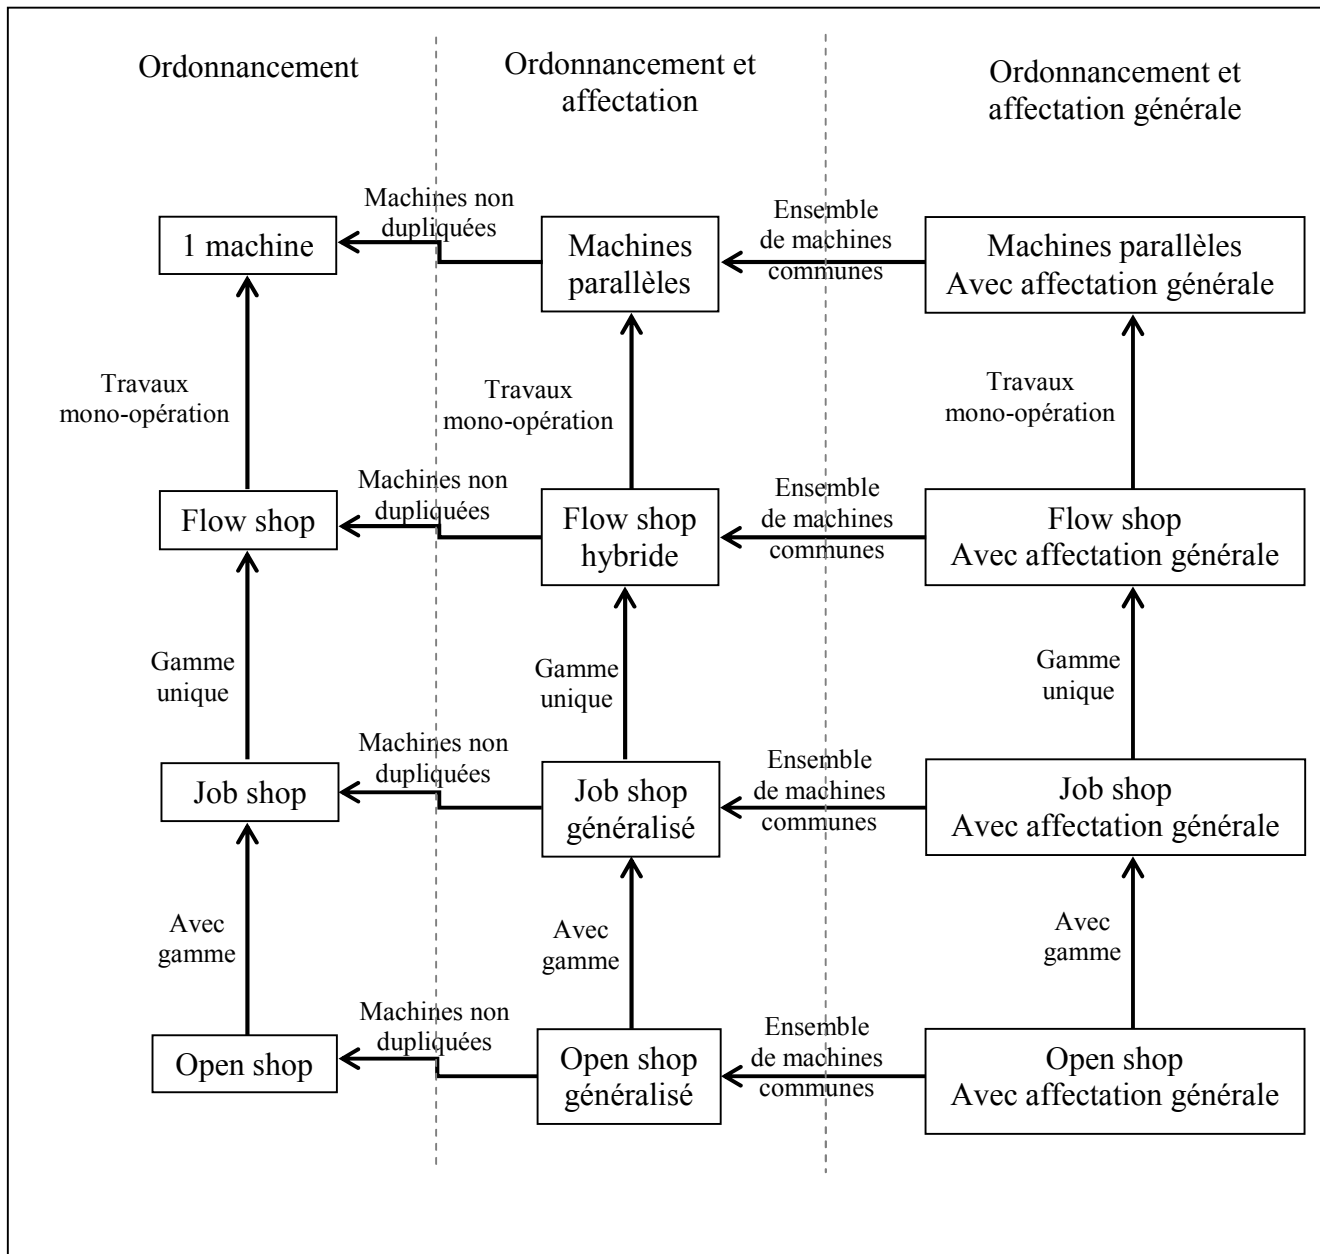 Ordonnancement
Ordonnancement et
affectation
Ordonnancement et
affectation générale
Machines non
dupliquées
Ensemble
de machines
communes
1 machine
Machines
parallèles
Machines parallèles
Avec affectation générale
Travaux
mono-opération
Travaux
mono-opération
Travaux
mono-opération
Machines non
dupliquées
Ensemble
de machines
communes
Flow shop
Flow shop
hybride
Flow shop
Avec affectation générale
Gamme
unique
Gamme
unique
Gamme
unique
Machines non
dupliquées
Ensemble
de machines
communes
Job shop
Job shop
généralisé
Job shop
Avec affectation générale
Avec
gamme
Avec
gamme
Avec
gamme
Machines non
dupliquées
Ensemble
de machines
communes
Open shop
Open shop
généralisé
Open shop
Avec affectation générale